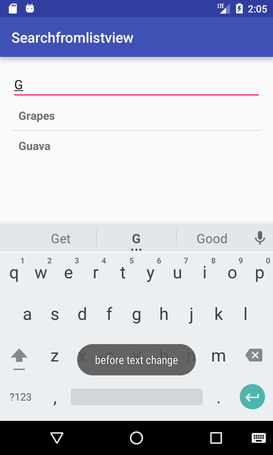 LTE 2:05
Searchfromlistview
G
Grapes
Guava
Get G Good
1 2 3 4 5 6 7 8 9 0
q w e r t y u i o p
a s d f g h j k l
z m
before text change
?123 , .